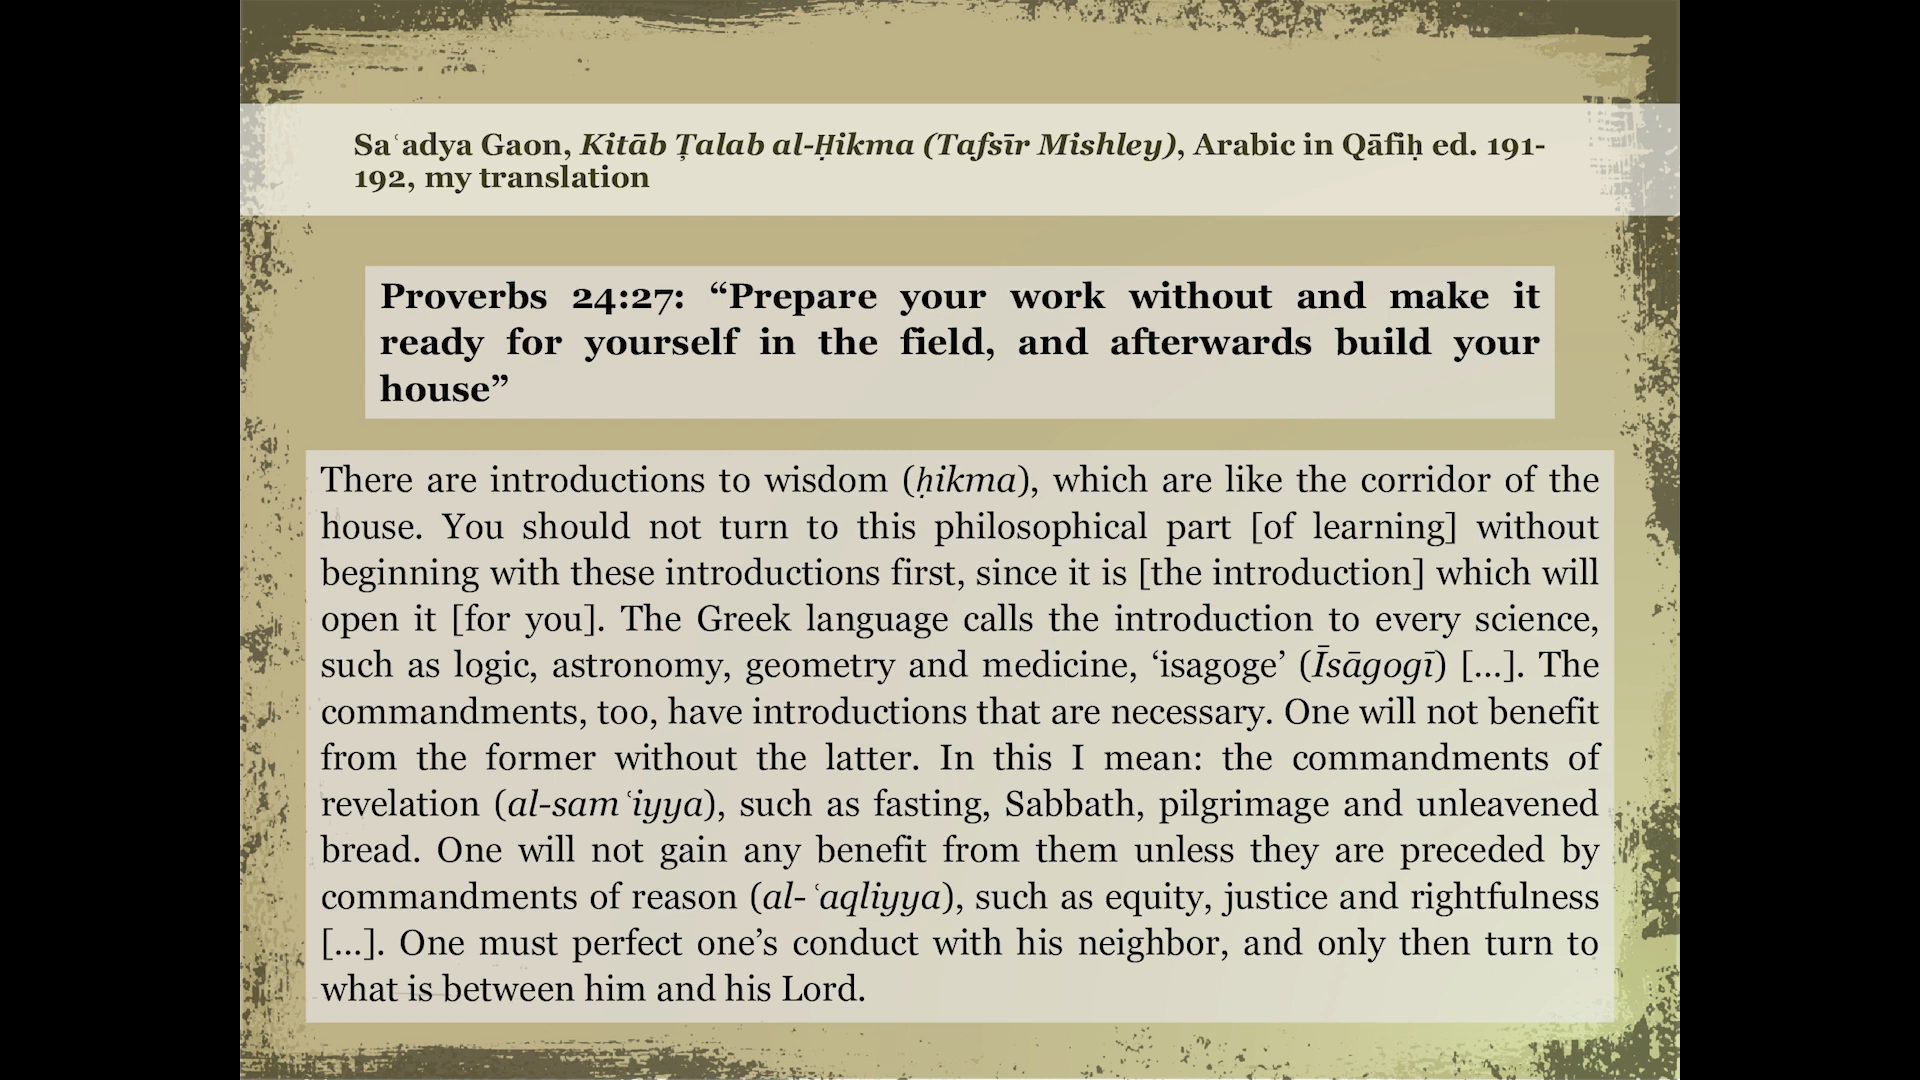 Saʿadya Gaon, Kitāb Ṭalab al-Ḥikma (Tafsīr Mishley), Arabic in Qāfiḥ ed. 191-
192, my translation
Proverbs 24:27: “Prepare your work without and make it
ready for yourself in the field, and afterwards build your
house”
There are introductions to wisdom (ḥikma), which are like the corridor of the
house. You should not turn to this philosophical part [of learning] without
beginning with these introductions first, since it is [the introduction] which will
open it [for you]. The Greek language calls the introduction to every science,
such as logic, astronomy, geometry and medicine, ‘isagoge’ (Īsāgogī) […]. The
commandments, too, have introductions that are necessary. One will not benefit
from the former without the latter. In this I mean: the commandments of
revelation (al-samʿiyya), such as fasting, Sabbath, pilgrimage and unleavened
bread. One will not gain any benefit from them unless they are preceded by
commandments of reason (al-ʿaqliyya), such as equity, justice and rightfulness
[…]. One must perfect one’s conduct with his neighbor, and only then turn to
what is between him and his Lord.